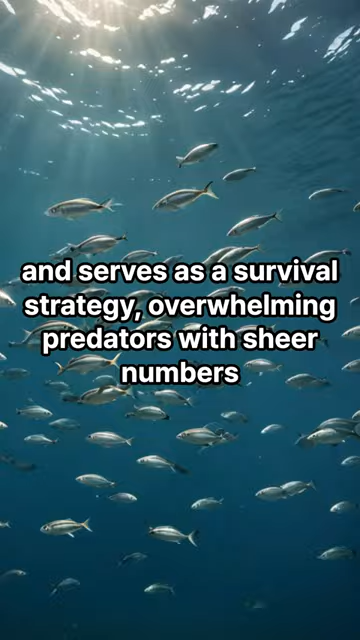 and serves as a survival
strategy, overwhelming
predators with sheer
numbers